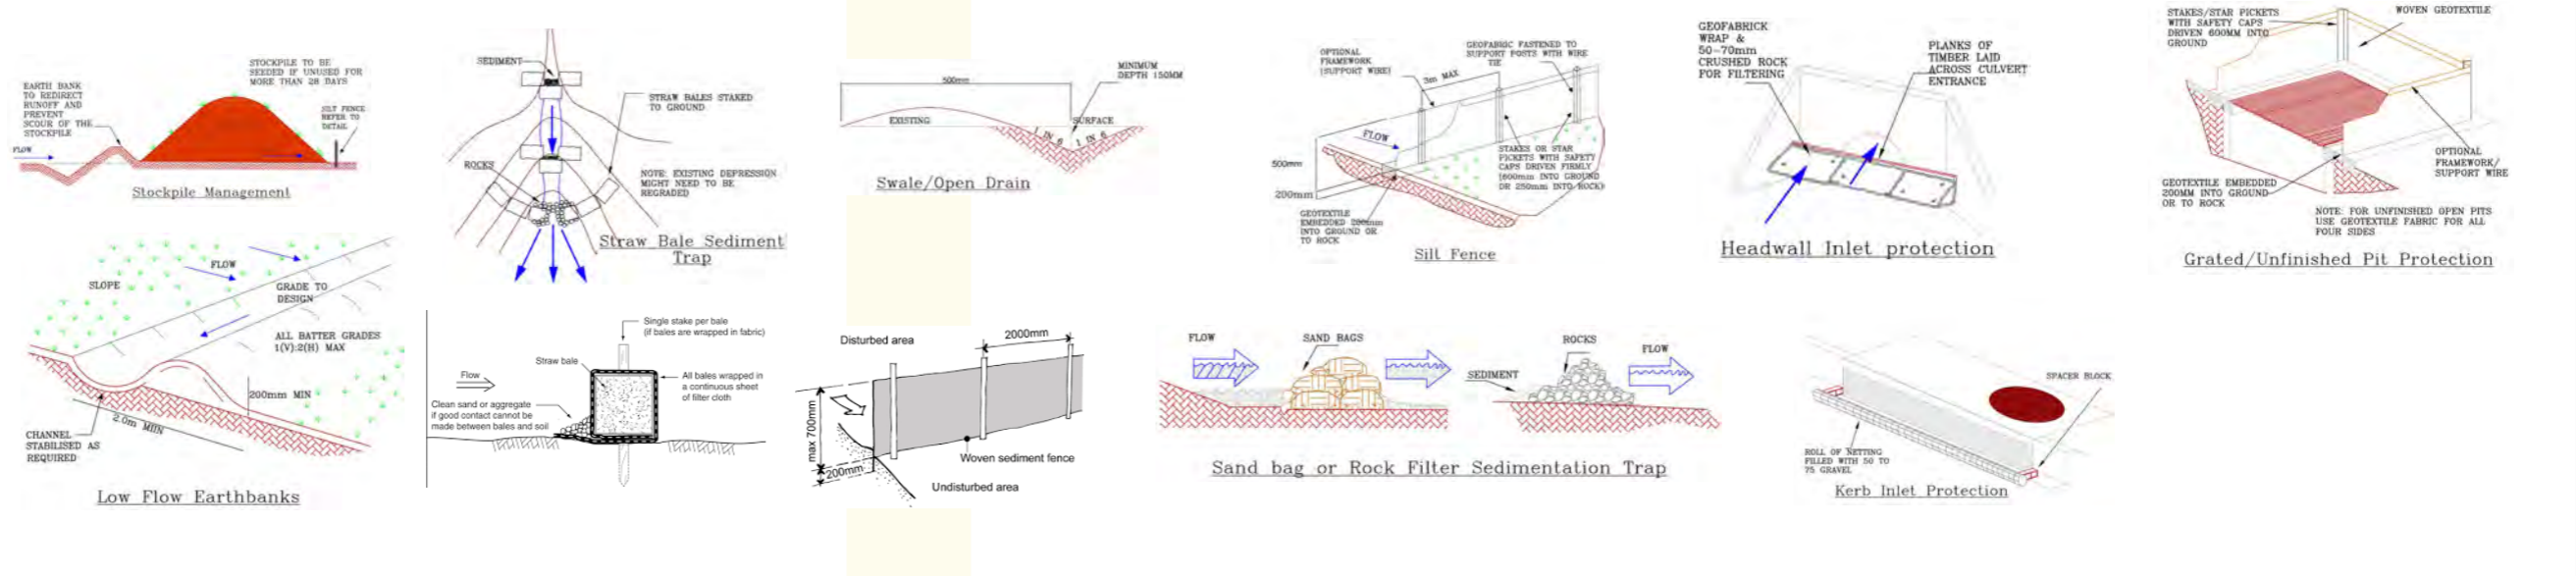 STOCKPILE TO BE
SEEDED IF UNUSED FOR
MORE THAN 28 DAYS
EARTH BANK
TO REDIRECT
RUNOFF AND
PREVENT
SCOUR OF THE
STOCKPILE
SILT FENCE
REFER TO
DETAIL
FLOW
Stockpile Management
SEDIMENT
STRAW BALES STAKED
TO GROUND
ROCKS
NOTE: EXISTING DEPRESSION
MIGHT NEED TO BE
REGRADED
Straw Bale Sediment
Trap
500mm
MINIMUM
DEPTH 150MM
EXISTING
SURFACE
1 IN 6
1 IN 6
Swale/Open Drain
OPTIONAL
FRAMEWORK
(SUPPORT WIRE)
GEOFABRIC FASTENED TO
SUPPORT POSTS WITH WIRE
TIE
3m MAX
FLOW
500mm
200mm
STAKES OR STAR
PICKETS WITH SAFETY
CAPS DRIVEN FIRMLY
(600mm INTO GROUND
OR 250mm INTO ROCK)
GEOTEXTILE
EMBEDDED 200mm
INTO GROUND OR
TO ROCK
Silt Fence
GEOFABRICK
WRAP &
50-70mm
CRUSHED ROCK
FOR FILTERING
PLANKS OF
TIMBER LAID
ACROSS CULVERT
ENTRANCE
Headwall Inlet protection
STAKES/STAR PICKETS
WITH SAFETY CAPS
DRIVEN 600MM INTO
GROUND
WOVEN GEOTEXTILE
OPTIONAL
FRAMEWORK/
SUPPORT WIRE
GEOTEXTILE EMBEDDED
200MM INTO GROUND
OR TO ROCK
NOTE: FOR UNFINISHED OPEN PITS
USE GEOTEXTILE FABRIC FOR ALL
FOUR SIDES
Grated/Unfinished Pit Protection
FLOW
SLOPE
GRADE TO
DESIGN
ALL BATTER GRADES
1(V):2(H) MAX
200mm MIN
2.0m MIIN
CHANNEL
STABILISED AS
REQUIRED
Low Flow Earthbanks
Single stake per bale
(if bales are wrapped in fabric)
Straw bale
Flow
All bales wrapped in
a continuous sheet
of filter cloth
Clean sand or aggregate
if good contact cannot be
made between bales and soil
Disturbed area
2000mm
max 700mm
200mm
Woven sediment fence
Undisturbed area
FLOW
SAND BAGS
ROCKS
FLOW
SEDIMENT
Sand bag or Rock Filter Sedimentation Trap
SPACER BLOCK
ROLL OF NETTING
FILLED WITH 50 TO
75 GRAVEL
Kerb Inlet Protection